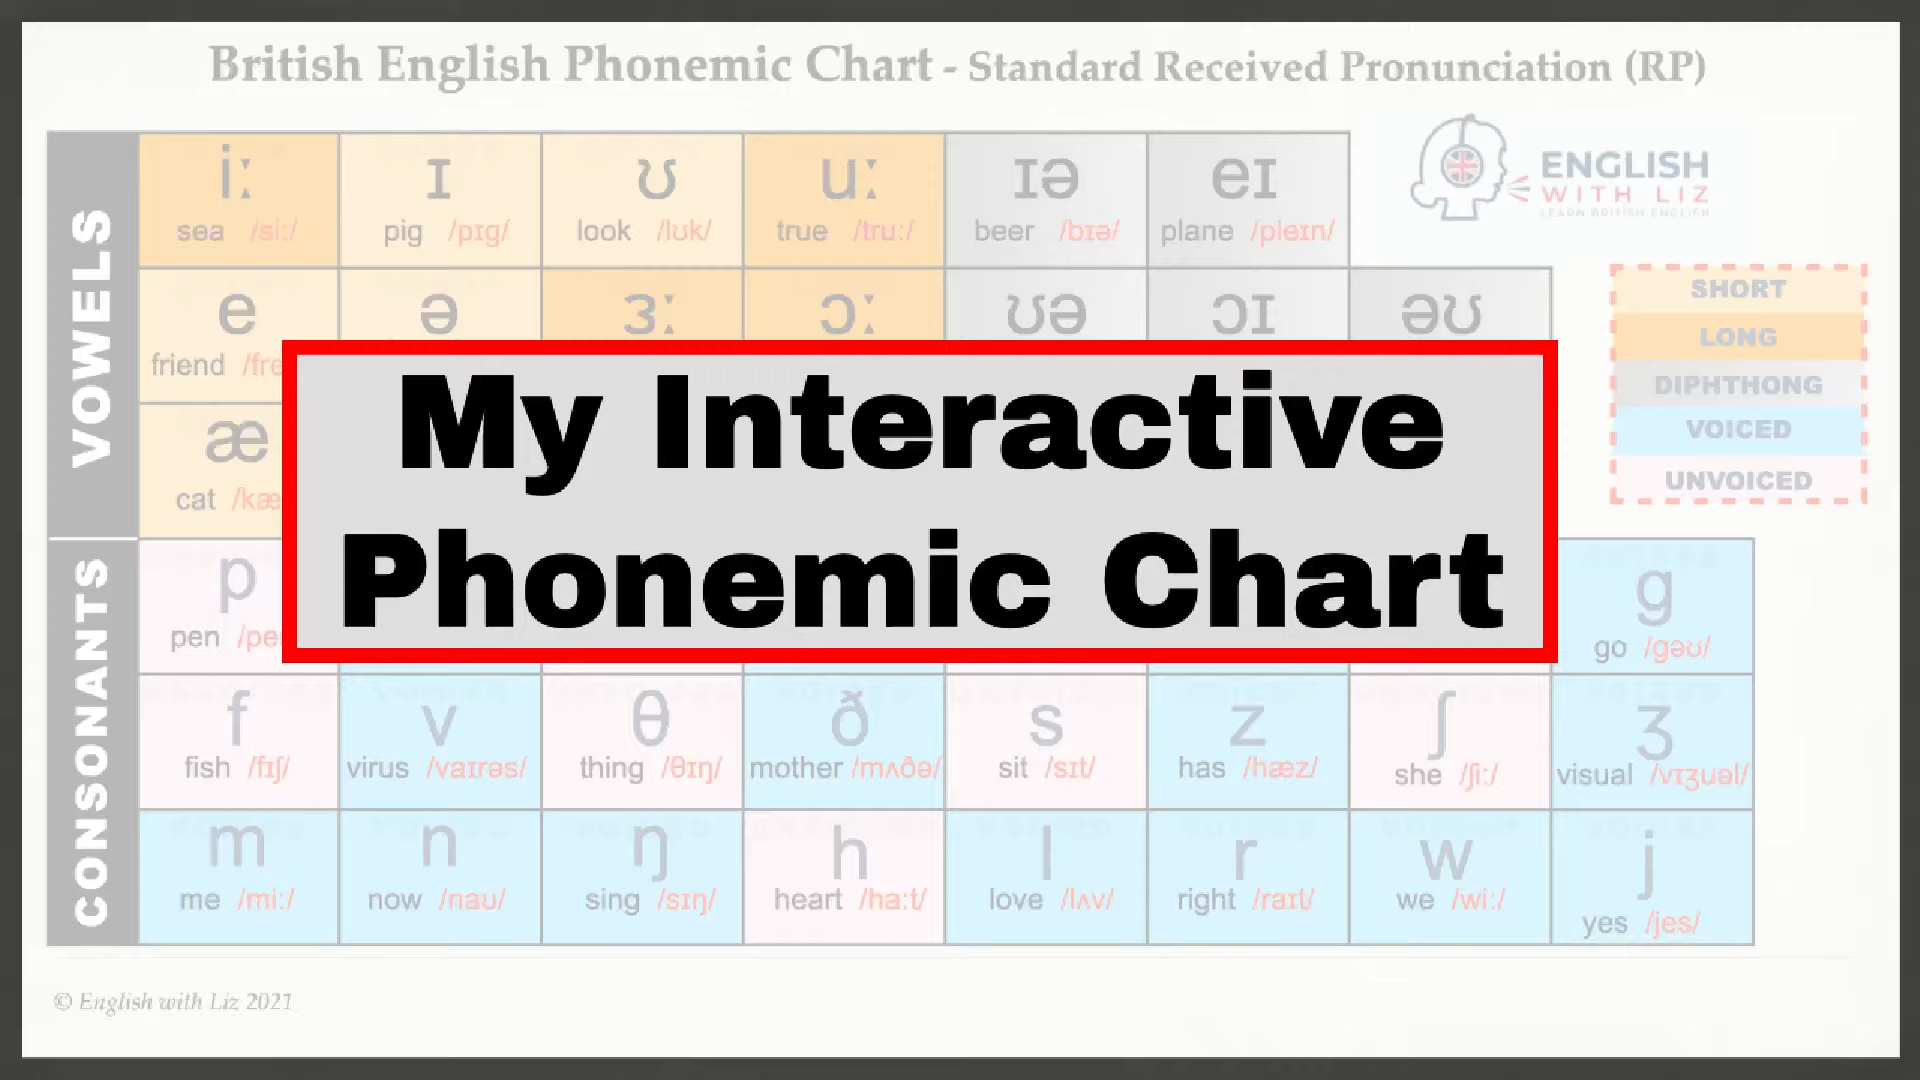 British English Phonemic Chart - Standard Received Pronunciation (RP)
ENGLISH
WITH LIZ
LEARN BRITISH ENGLISH
VOWELS
iː ɪ ʊ uː ɪə eɪ
sea /siː/ pig /pɪg/ look /lʊk/ true /truː/ beer /bɪə/ plane /pleɪn/
e ə ɜː ɔː ʊə ɔɪ əʊ
friend
æ
cat
SHORT
LONG
DIPHTHONG
VOICED
UNVOICED
My Interactive
Phonemic Chart
CONSONANTS
p g
pen go /gəʊ/
f v θ ð s z ʃ ʒ
fish /fɪʃ/ virus /vaɪrəs/ thing /θɪŋ/ mother /mʌðə/ sit /sɪt/ has /hæz/ she /ʃiː/ visual /vɪʒuəl/
m n ŋ h l r w j
me /miː/ now /naʊ/ sing /sɪŋ/ heart /haːt/ love /lʌv/ right /raɪt/ we /wiː/ yes /jes/
© English with Liz 2021